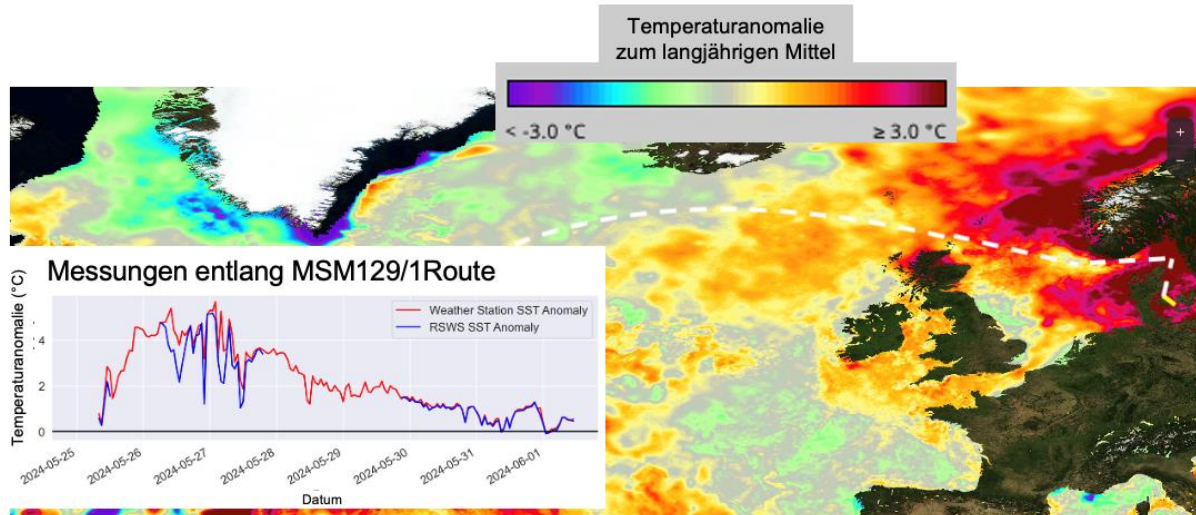 Temperaturanomalie
zum langjährigen Mittel
< -3.0 °C
≥ 3.0 °C
+
−
Messungen entlang MSM129/1Route
Temperaturanomalie (°C)
4
2
0
Weather Station SST Anomaly
RSWS SST Anomaly
2024-05-25
2024-05-26
2024-05-27
2024-05-28
2024-05-29
2024-05-30
2024-05-31
2024-06-01
Datum